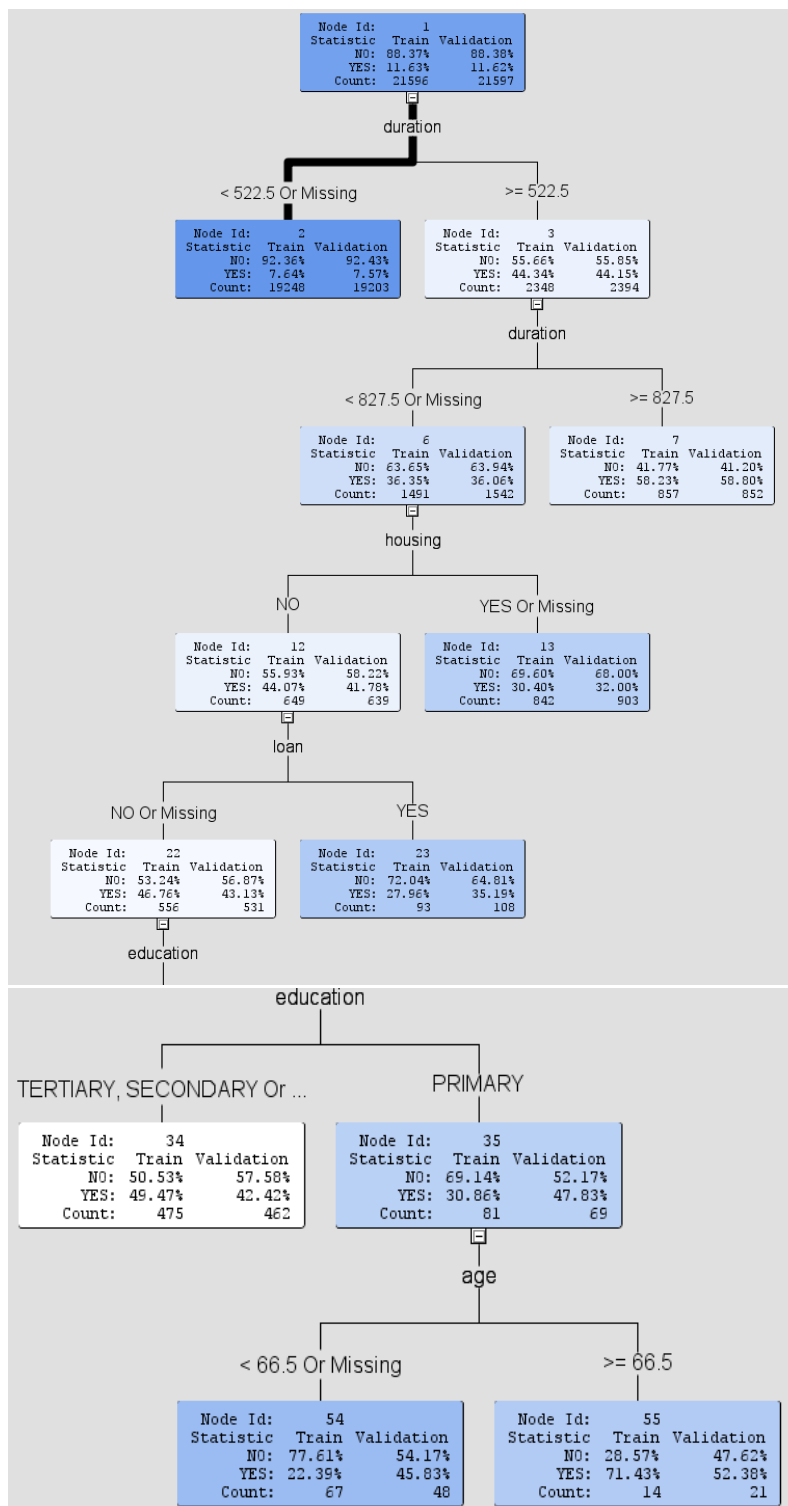 Node Id: 1
Statistic Train Validation
NO: 88.37% 88.38%
YES: 11.63% 11.62%
Count: 21596 21597
duration
< 522.5 Or Missing
>= 522.5
Node Id: 2
Statistic Train Validation
NO: 92.36% 92.43%
YES: 7.64% 7.57%
Count: 19248 19203
Node Id: 3
Statistic Train Validation
NO: 55.66% 55.85%
YES: 44.34% 44.15%
Count: 2348 2394
duration
< 827.5 Or Missing
>= 827.5
Node Id: 6
Statistic Train Validation
NO: 63.65% 63.94%
YES: 36.35% 36.06%
Count: 1491 1542
Node Id: 7
Statistic Train Validation
NO: 41.77% 41.20%
YES: 58.23% 58.80%
Count: 857 852
housing
NO
YES Or Missing
Node Id: 12
Statistic Train Validation
NO: 55.93% 58.22%
YES: 44.07% 41.78%
Count: 649 639
Node Id: 13
Statistic Train Validation
NO: 69.60% 68.00%
YES: 30.40% 32.00%
Count: 842 903
loan
NO Or Missing
YES
Node Id: 22
Statistic Train Validation
NO: 53.24% 56.87%
YES: 46.76% 43.13%
Count: 556 531
Node Id: 23
Statistic Train Validation
NO: 72.04% 64.81%
YES: 27.96% 35.19%
Count: 93 108
education
education
TERTIARY, SECONDARY Or ...
PRIMARY
Node Id: 34
Statistic Train Validation
NO: 50.53% 57.58%
YES: 49.47% 42.42%
Count: 475 462
Node Id: 35
Statistic Train Validation
NO: 69.14% 52.17%
YES: 30.86% 47.83%
Count: 81 69
age
< 66.5 Or Missing
>= 66.5
Node Id: 54
Statistic Train Validation
NO: 77.61% 54.17%
YES: 22.39% 45.83%
Count: 67 48
Node Id: 55
Statistic Train Validation
NO: 28.57% 47.62%
YES: 71.43% 52.38%
Count: 14 21